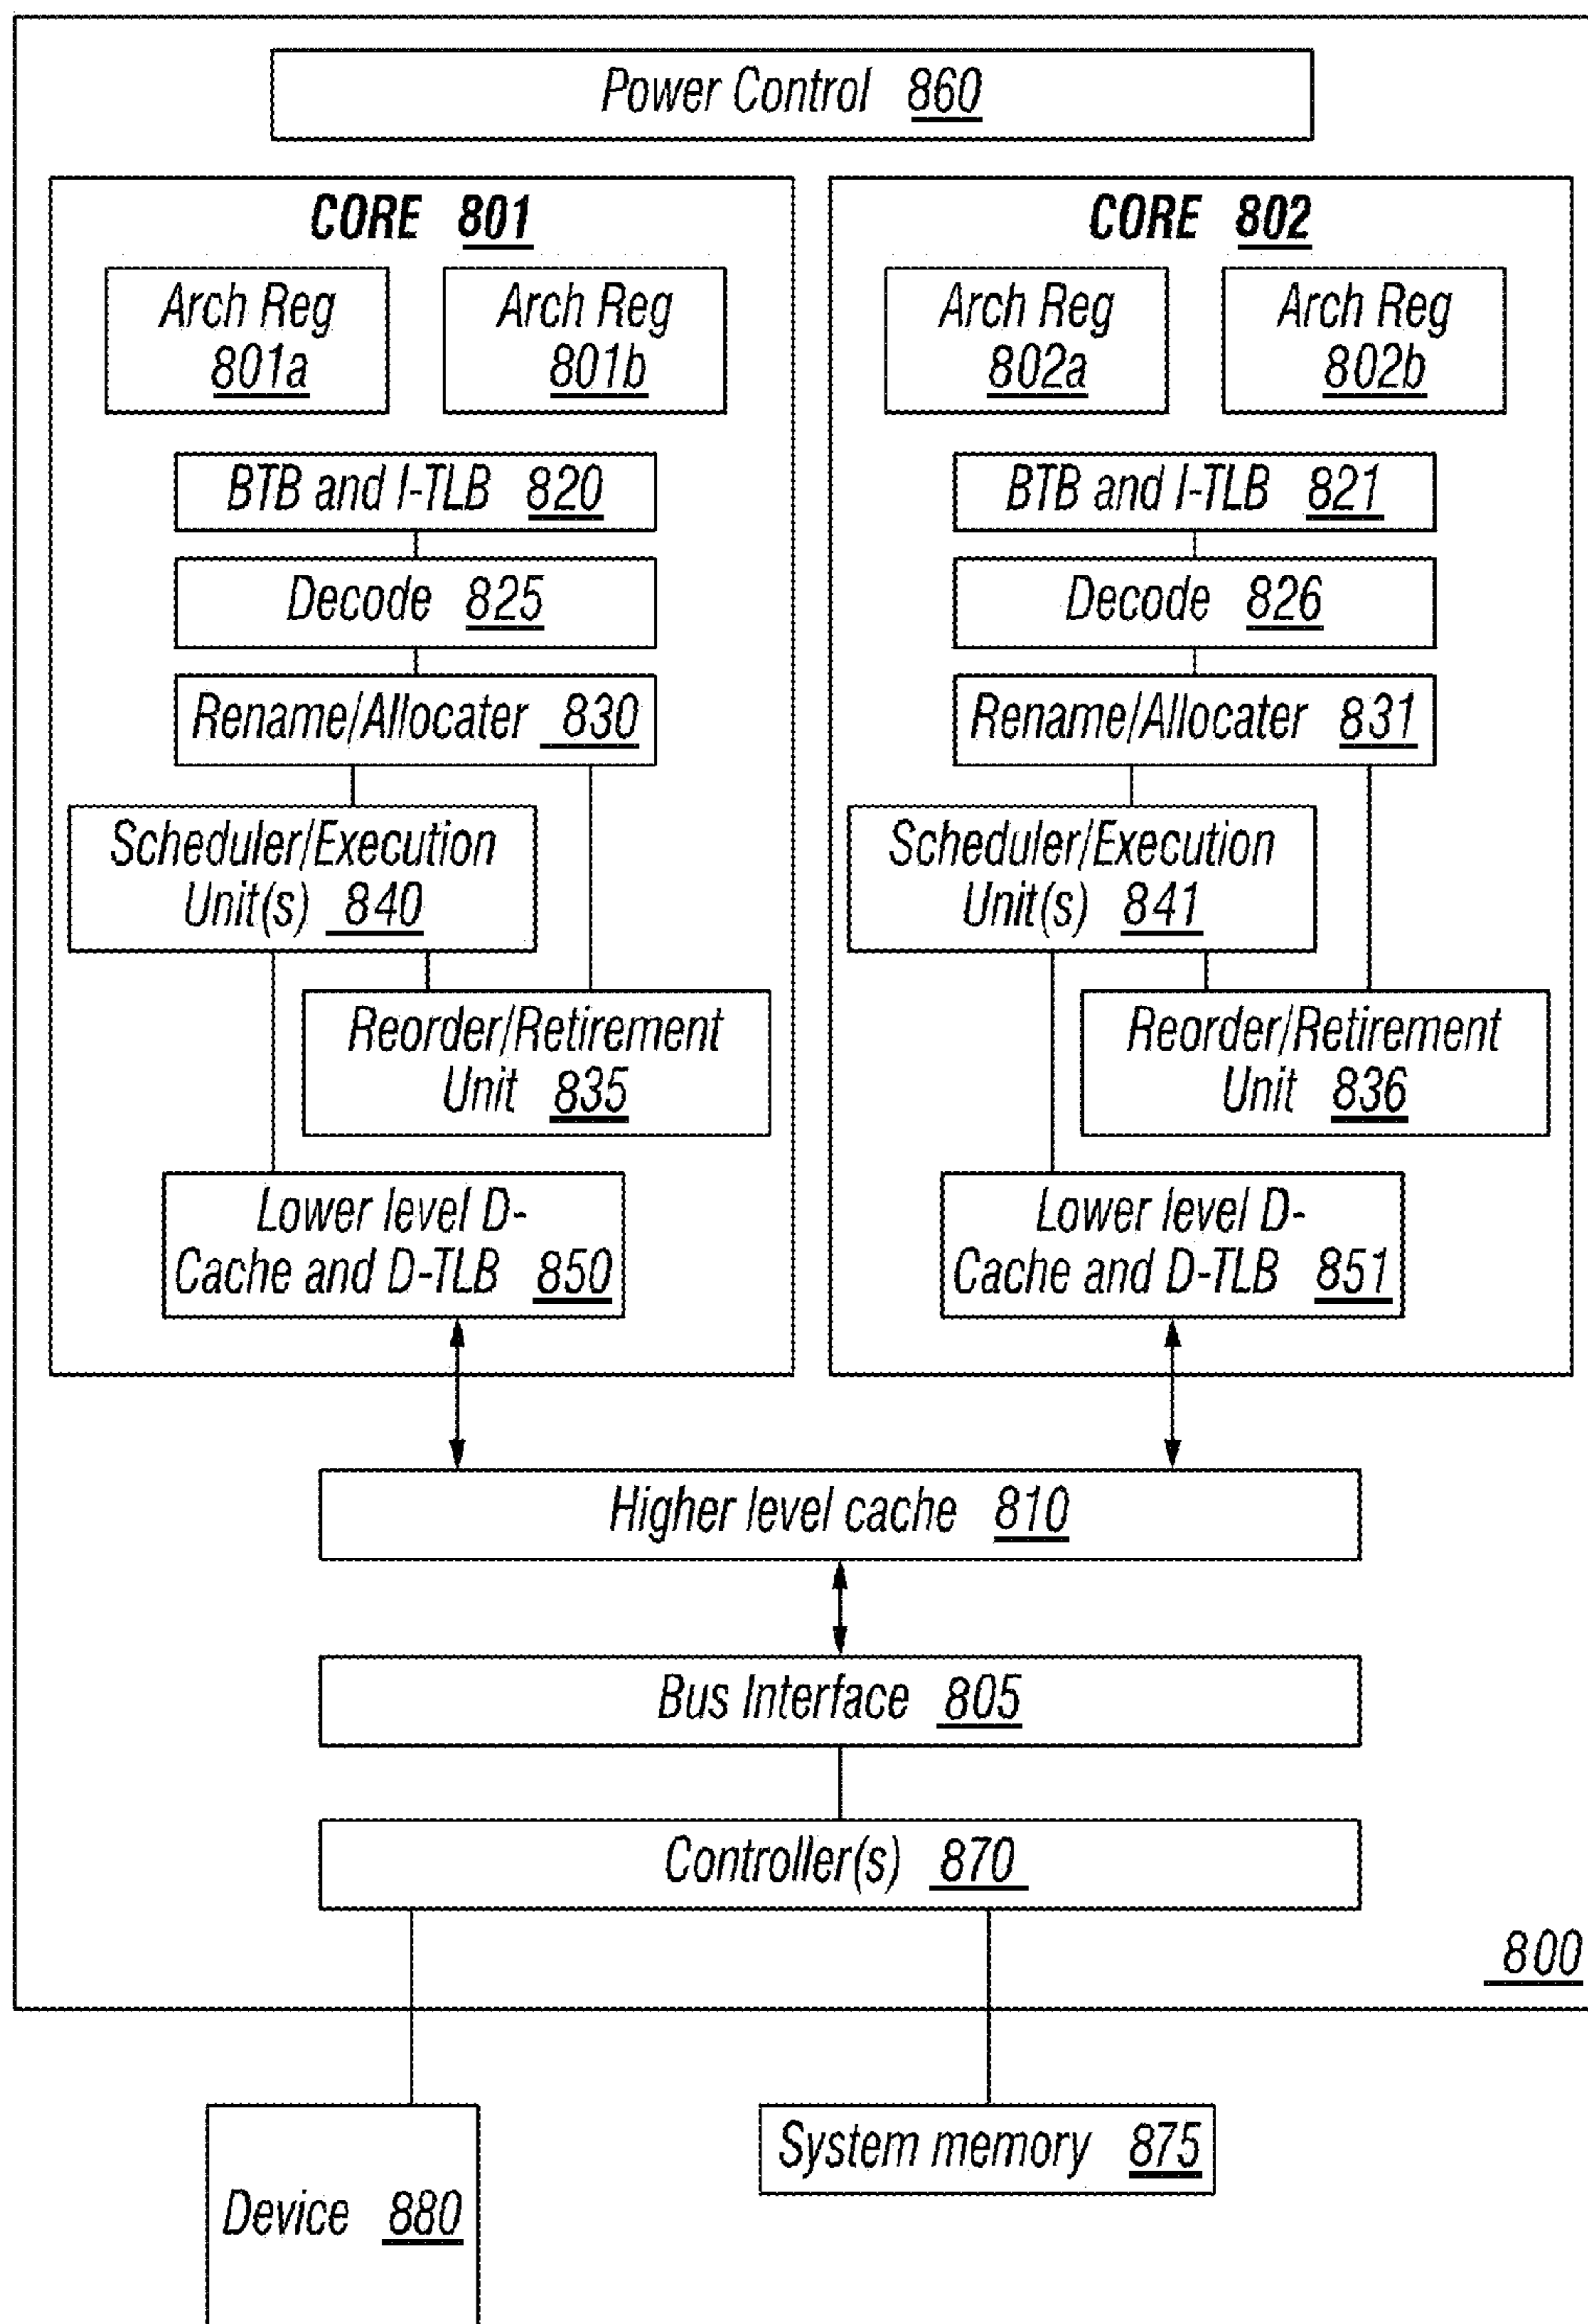 Power Control 860
CORE 801
Arch Reg
801a
Arch Reg
801b
BTB and I-TLB 820
Decode 825
Rename/Allocater 830
Scheduler/Execution
Unit(s) 840
Reorder/Retirement
Unit 835
Lower level D-
Cache and D-TLB 850
CORE 802
Arch Reg
802a
Arch Reg
802b
BTB and I-TLB 821
Decode 826
Rename/Allocater 831
Scheduler/Execution
Unit(s) 841
Reorder/Retirement
Unit 836
Lower level D-
Cache and D-TLB 851
Higher level cache 810
Bus Interface 805
Controller(s) 870
800
System memory 875
Device 880